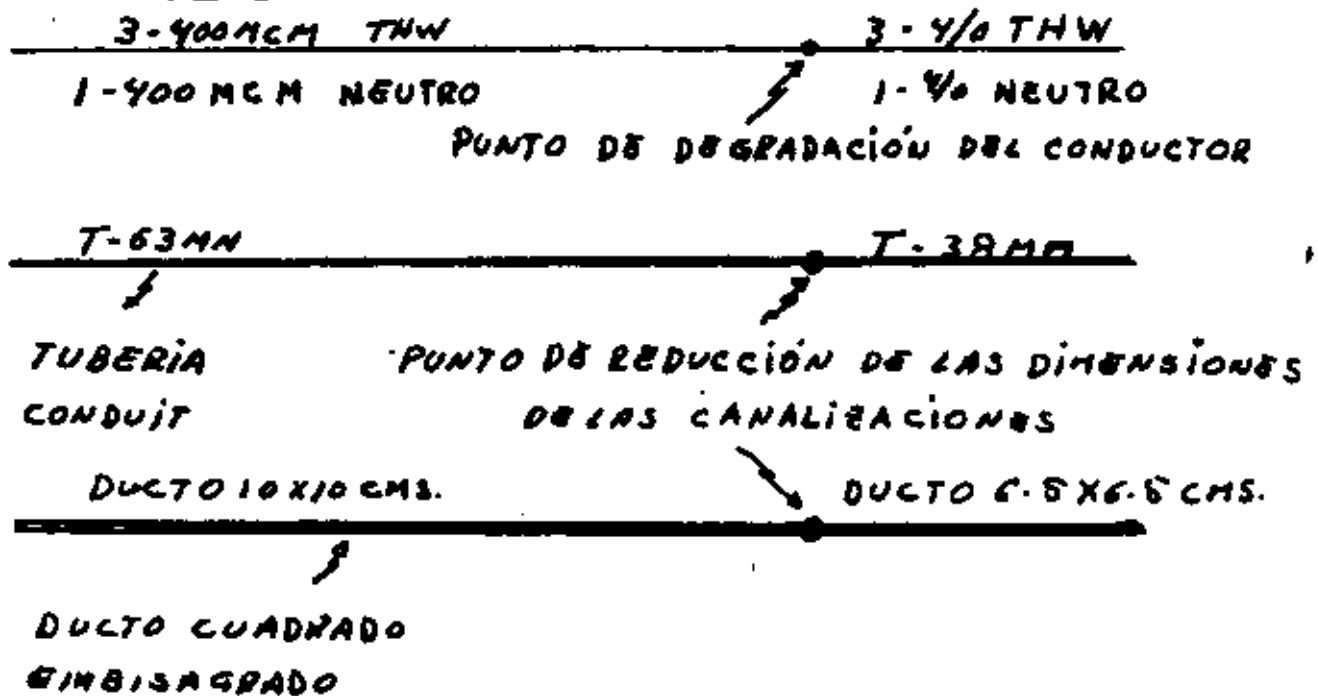 3-400MCM THW 3-4/0 THW
1-400 MCM NEUTRO 1-4/0 NEUTRO
PUNTO DE DEGRADACIÓN DEL CONDUCTOR
T-63MM T-38MM
TUBERIA PUNTO DE REDUCCIÓN DE LAS DIMENSIONES
CONDUIT DE LAS CANALIZACIONES
DUCTO 10X10 CMS. DUCTO 6.5X6.5 CMS.
DUCTO CUADRADO
EMBISAGRADO